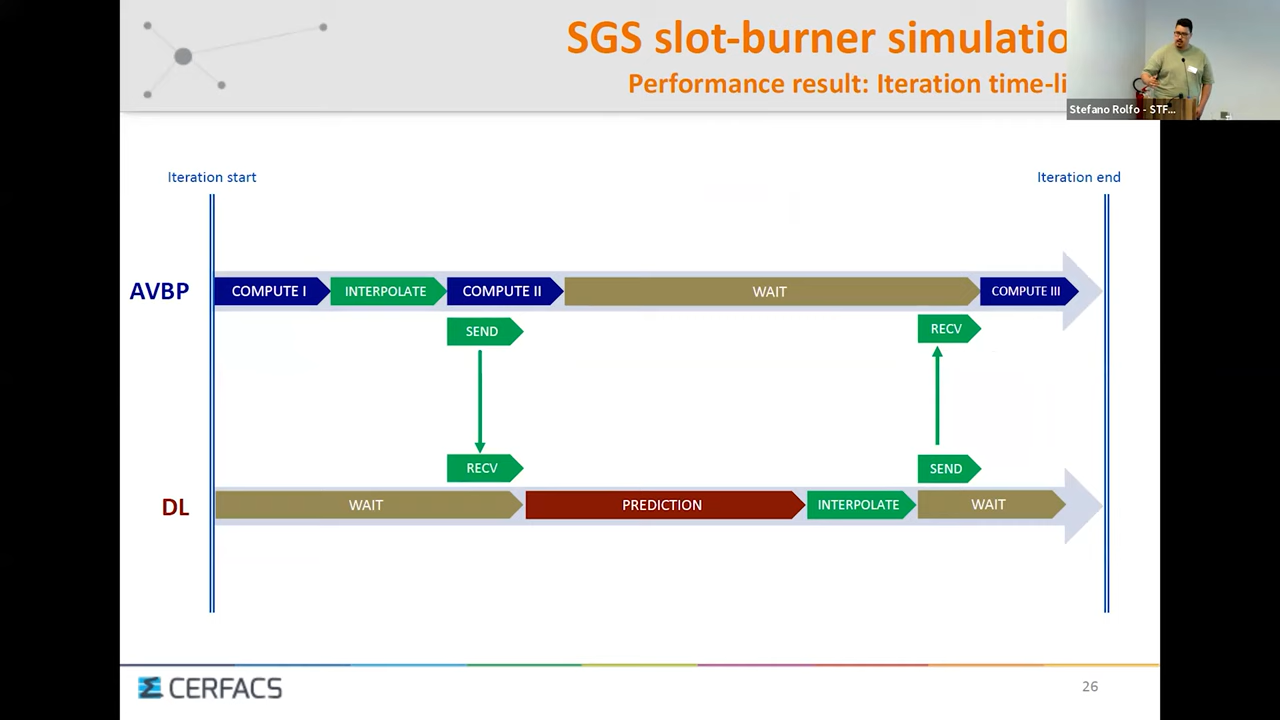 SGS slot-burner simulatio
Performance result: Iteration time-li
Stefano Rolfo - STF...
Iteration start
Iteration end
AVBP
COMPUTE I
INTERPOLATE
COMPUTE II
WAIT
COMPUTE III
SEND
RECV
RECV
SEND
DL
WAIT
PREDICTION
INTERPOLATE
WAIT
CERFACS
26